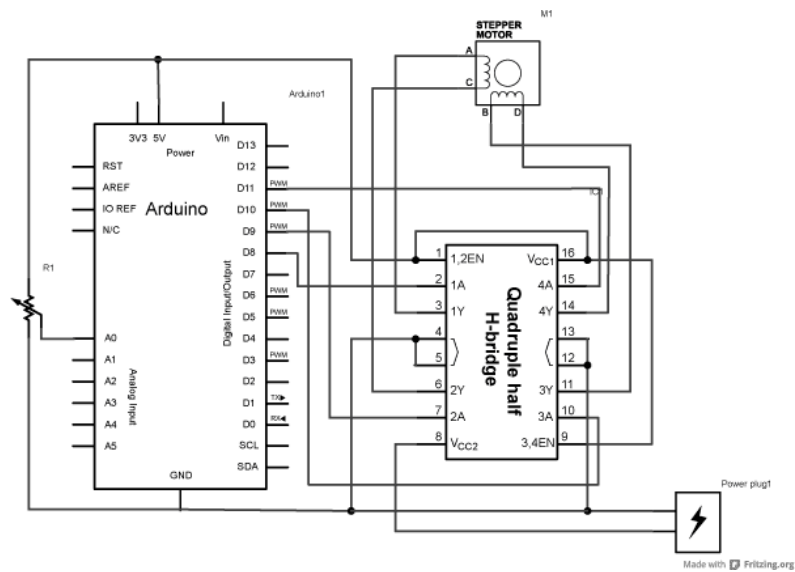 M1
STEPPER
MOTOR
A
C
B
D
Arduino1
3V3
5V
Vin
Power
RST
AREF
IO REF
N/C
Arduino
D13
D12
D11
PWM
D10
PWM
D9
PWM
D8
D7
D6
PWM
D5
PWM
D4
D3
PWM
D2
D1
TX▶
D0
RX◀
SCL
SDA
Digital Input/Output
R1
A0
A1
A2
A3
A4
A5
Analog Input
GND
1
1,2EN
2
1A
3
1Y
4
5
6
2Y
7
2A
8
VCC2
Quadruple half
H-bridge
16
VCC1
15
4A
14
4Y
13
12
11
3Y
10
3A
9
3,4EN
Power plug1
Made with Fritzing.org